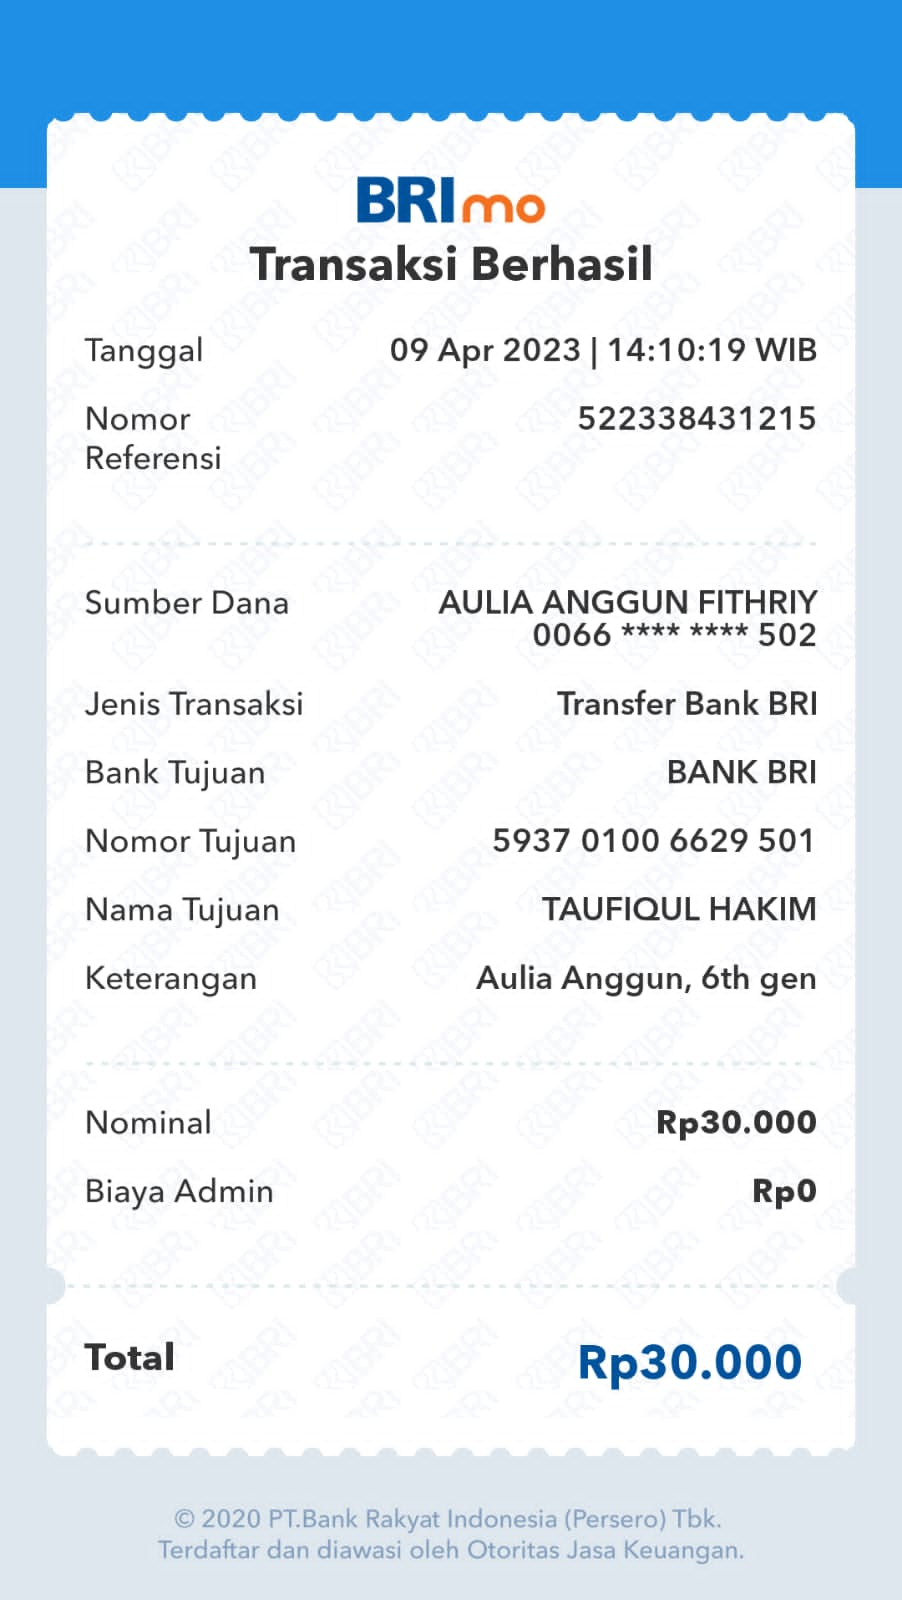 BRImo
Transaksi Berhasil
Tanggal 09 Apr 2023 | 14:10:19 WIB
Nomor 522338431215
Referensi
Sumber Dana AULIA ANGGUN FITHRIY
0066 **** **** 502
Jenis Transaksi Transfer Bank BRI
Bank Tujuan BANK BRI
Nomor Tujuan 5937 0100 6629 501
Nama Tujuan TAUFIQUL HAKIM
Keterangan Aulia Anggun, 6th gen
Nominal Rp30.000
Biaya Admin Rp0
Total Rp30.000
© 2020 PT.Bank Rakyat Indonesia (Persero) Tbk.
Terdaftar dan diawasi oleh Otoritas Jasa Keuangan.